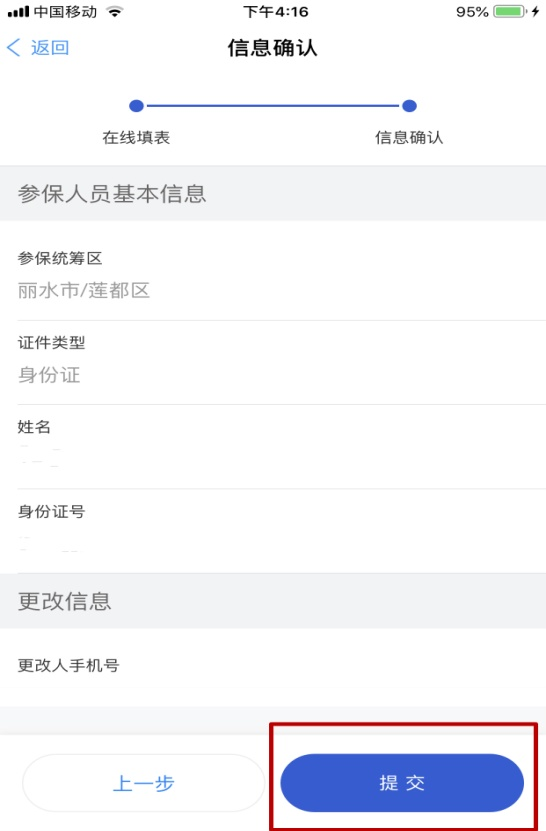 中国移动 下午4:16 95%
返回 信息确认
在线填表 信息确认
参保人员基本信息
参保统筹区
丽水市/莲都区
证件类型
身份证
姓名
身份证号
更改信息
更改人手机号
上一步 提交